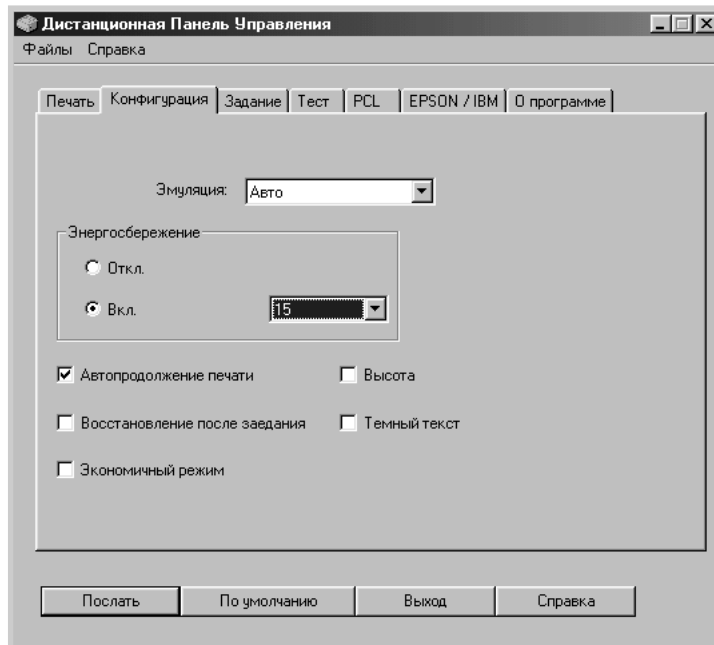 Дистанционная Панель Управления
Файлы Справка
Печать Конфигурация Задание Тест PCL EPSON / IBM О программе
Эмуляция: Авто
Энергосбережение
Откл.
Вкл. 15
Автопродолжение печати Высота
Восстановление после заедания Темный текст
Экономичный режим
Послать По умолчанию Выход Справка